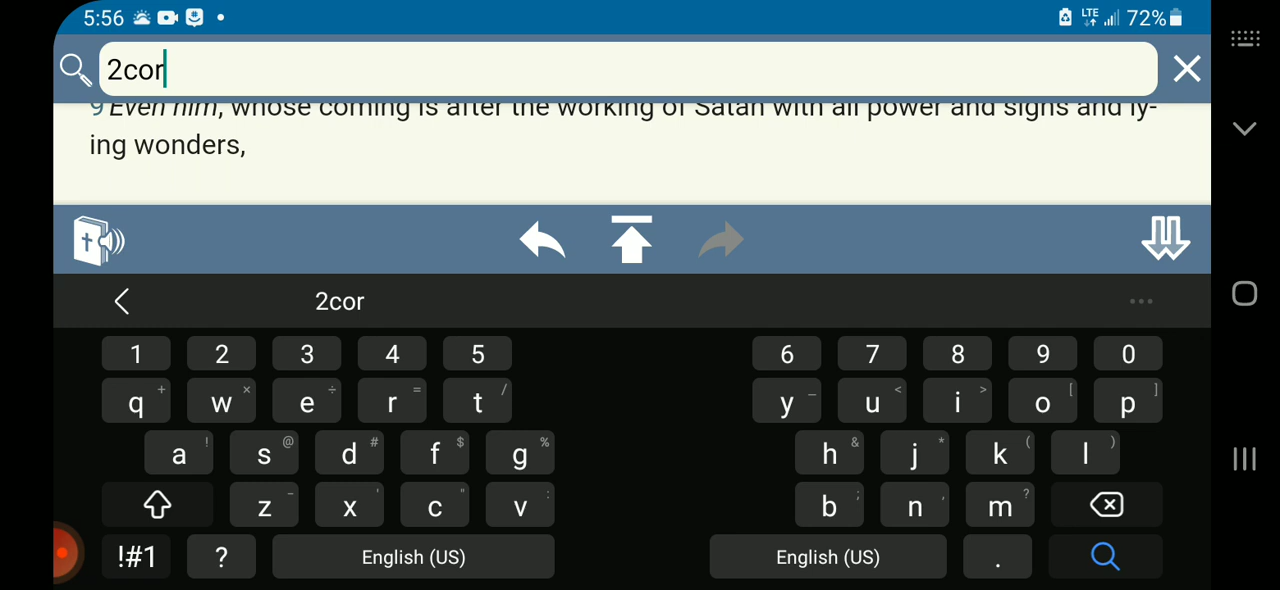 5:56
LTE 72%
2cor
9 Even him, whose coming is after the working of Satan with all power and signs and ly-
ing wonders,
2cor
1 2 3 4 5 6 7 8 9 0
q + w × e ÷ r = t / y _ u < i > o [ p ]
a ! s @ d # f $ g % h & j * k ( l )
z - x ' c " v : b ; n , m ?
!#1 ? English (US) English (US) .